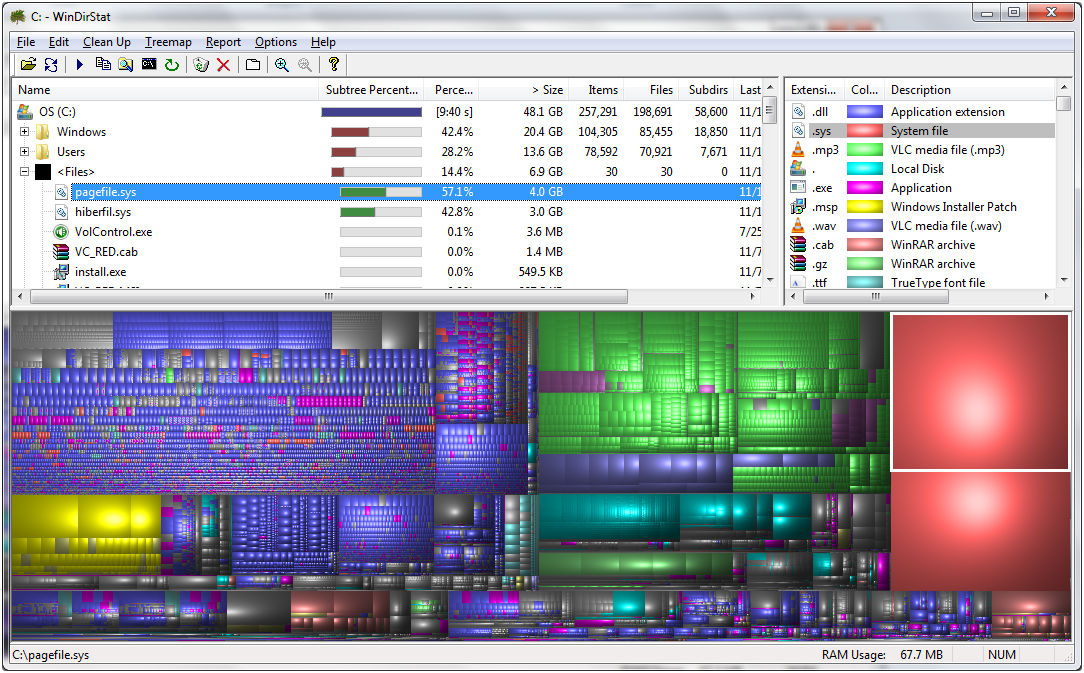 C: - WinDirStat
File Edit Clean Up Treemap Report Options Help
Name Subtree Percent... Perce... > Size Items Files Subdirs Last
OS (C:) [9:40 s] 48.1 GB 257,291 198,691 58,600 11/1
Windows 42.4% 20.4 GB 104,305 85,455 18,850 11/1
Users 28.2% 13.6 GB 78,592 70,921 7,671 11/1
<Files> 14.4% 6.9 GB 30 30 0 11/1
pagefile.sys 57.1% 4.0 GB 11/1
hiberfil.sys 42.8% 3.0 GB 11/1
VolControl.exe 0.1% 3.6 MB 7/25
VC_RED.cab 0.0% 1.4 MB 11/7
install.exe 0.0% 549.5 KB 11/7
Extensi... Col... Description
.dll Application extension
.sys System file
.mp3 VLC media file (.mp3)
. Local Disk
.exe Application
.msp Windows Installer Patch
.wav VLC media file (.wav)
.cab WinRAR archive
.gz WinRAR archive
.ttf TrueType font file
C:\pagefile.sys RAM Usage: 67.7 MB NUM